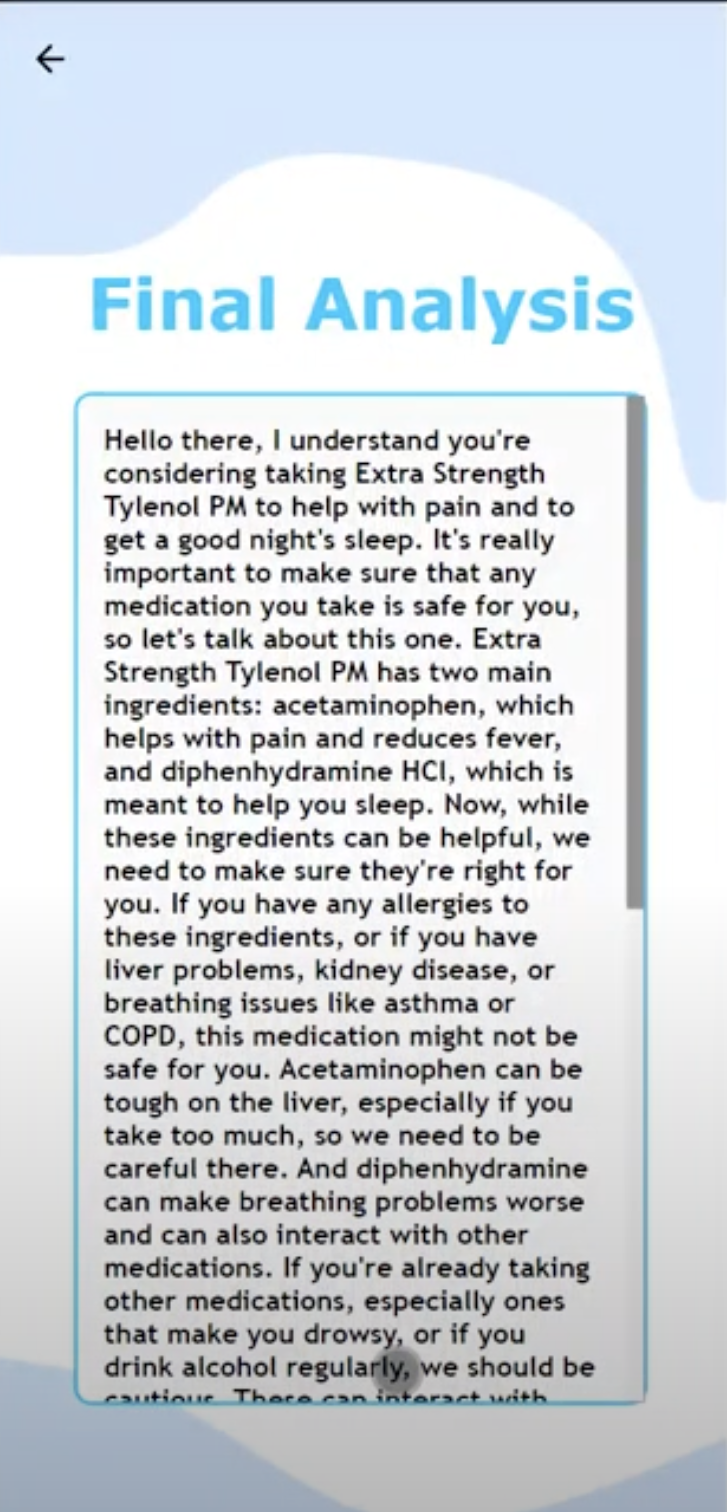 Final Analysis
Hello there, I understand you're
considering taking Extra Strength
Tylenol PM to help with pain and to
get a good night's sleep. It's really
important to make sure that any
medication you take is safe for you,
so let's talk about this one. Extra
Strength Tylenol PM has two main
ingredients: acetaminophen, which
helps with pain and reduces fever,
and diphenhydramine HCl, which is
meant to help you sleep. Now, while
these ingredients can be helpful, we
need to make sure they're right for
you. If you have any allergies to
these ingredients, or if you have
liver problems, kidney disease, or
breathing issues like asthma or
COPD, this medication might not be
safe for you. Acetaminophen can be
tough on the liver, especially if you
take too much, so we need to be
careful there. And diphenhydramine
can make breathing problems worse
and can also interact with other
medications. If you're already taking
other medications, especially ones
that make you drowsy, or if you
drink alcohol regularly, we should be
cautious. These can interact with